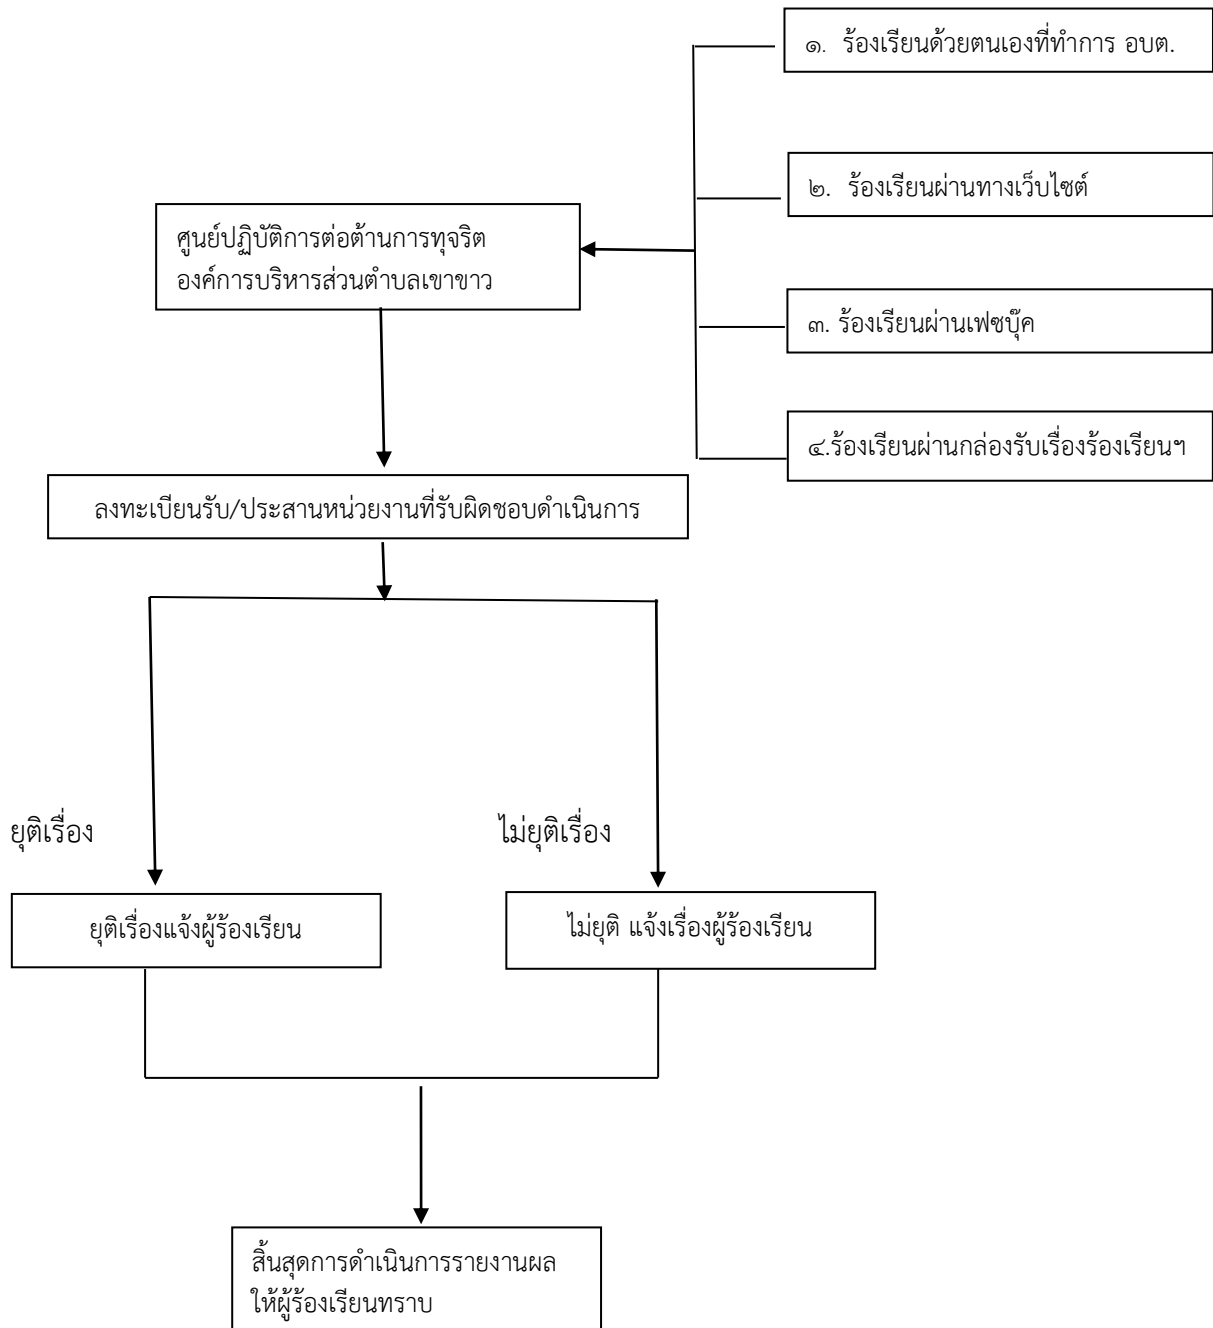 ๑. ร้องเรียนด้วยตนเองที่ทำการ อบต.
๒. ร้องเรียนผ่านทางเว็บไซต์
ศูนย์ปฏิบัติการต่อต้านการทุจริต
องค์การบริหารส่วนตำบลเขาขาว
๓. ร้องเรียนผ่านเฟซบุ๊ค
๔.ร้องเรียนผ่านกล่องรับเรื่องร้องเรียนฯ
ลงทะเบียนรับ/ประสานหน่วยงานที่รับผิดชอบดำเนินการ
ยุติเรื่อง
ไม่ยุติเรื่อง
ยุติเรื่องแจ้งผู้ร้องเรียน
ไม่ยุติ แจ้งเรื่องผู้ร้องเรียน
สิ้นสุดการดำเนินการรายงานผล
ให้ผู้ร้องเรียนทราบ